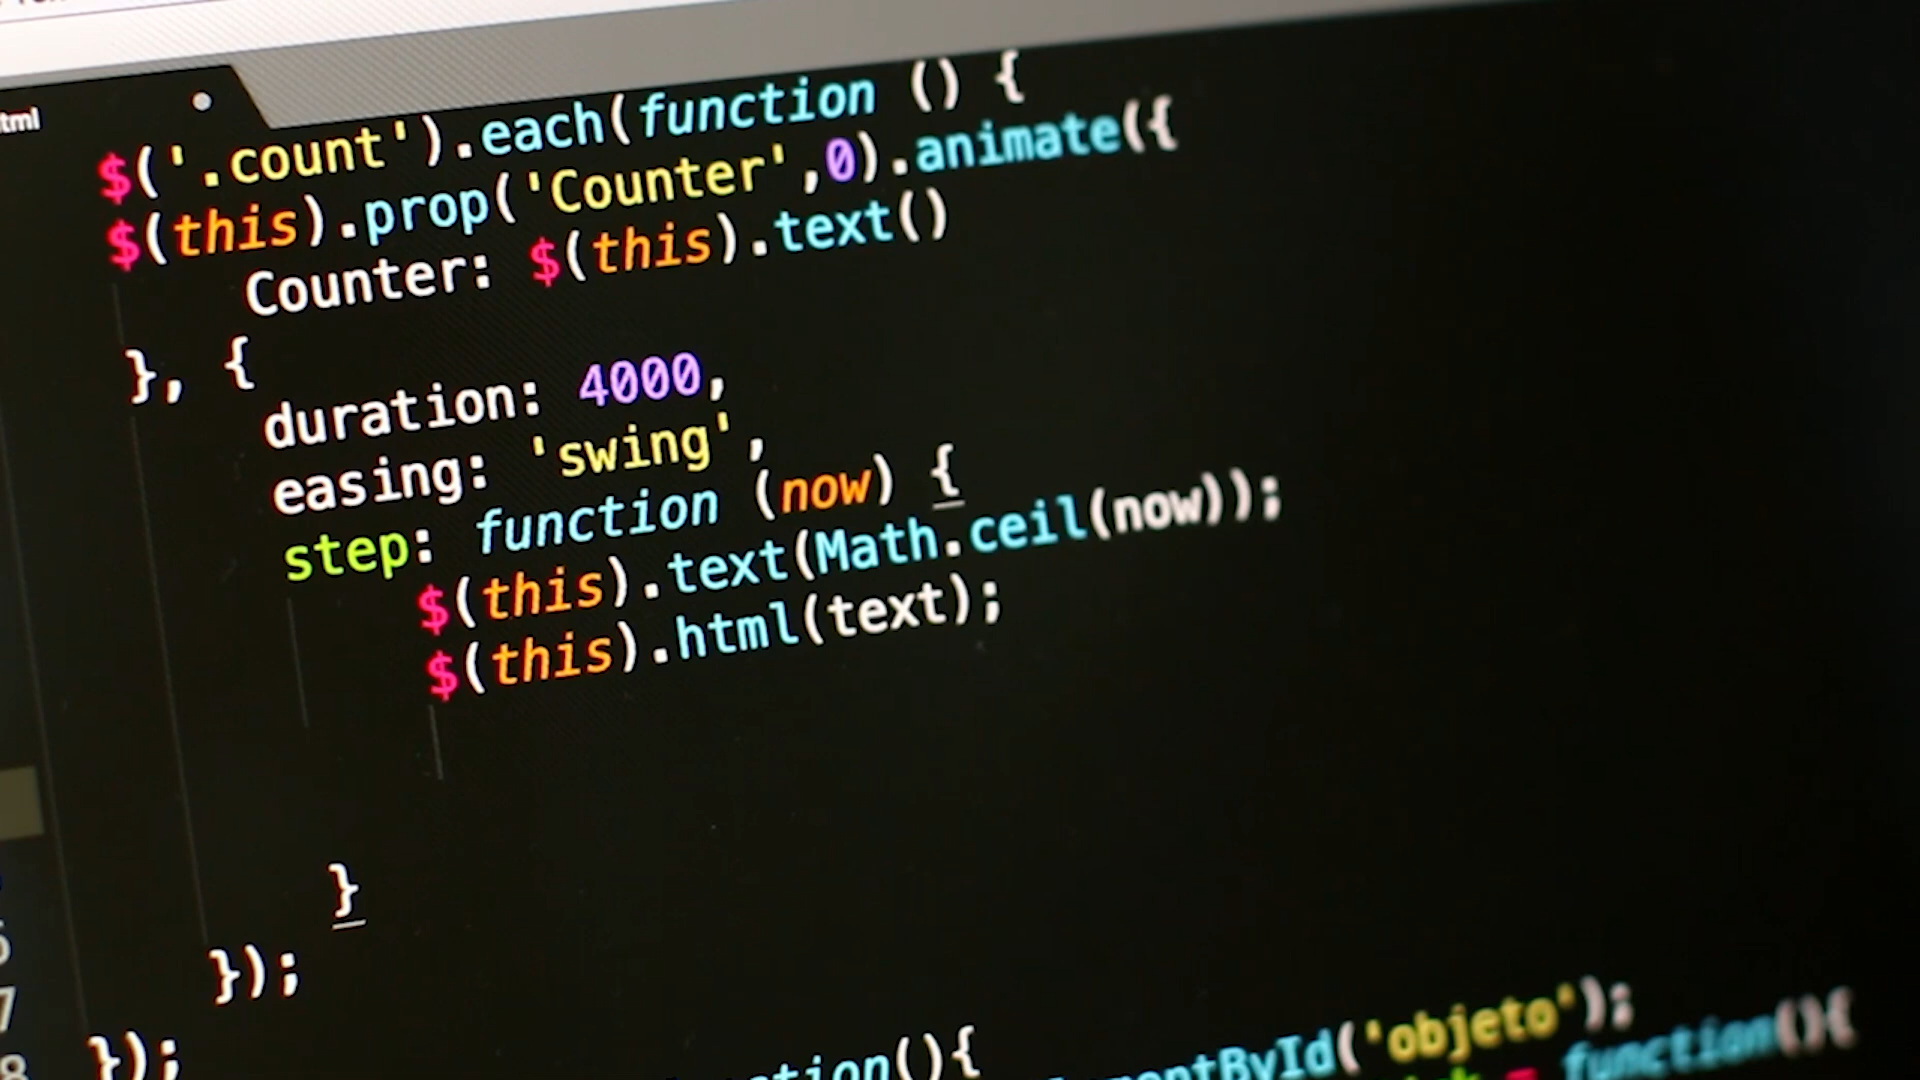 $('.count').each(function () {
$(this).prop('Counter',0).animate({
Counter: $(this).text()
}, {
duration: 4000,
easing: 'swing',
step: function (now) {
$(this).text(Math.ceil(now));
$(this).html(text);
}
});
});
(){
('objeto');
= function(){